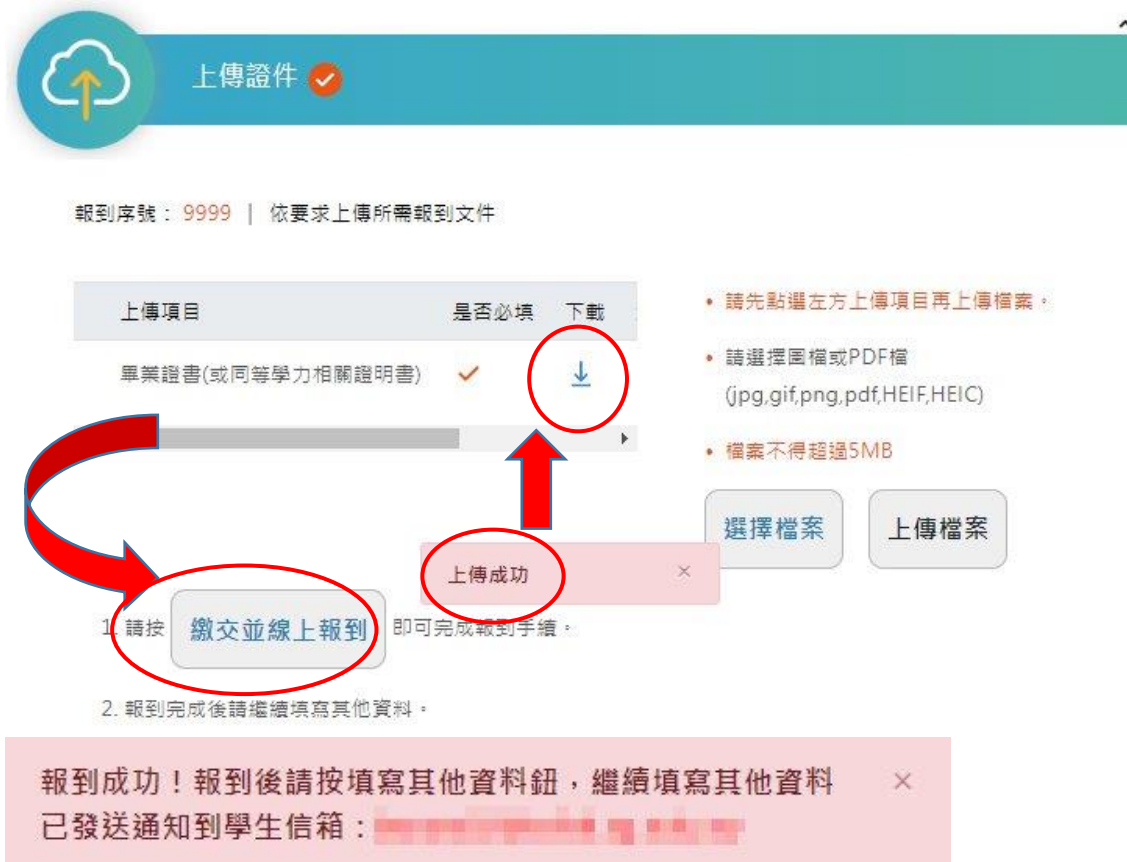 上傳證件
報到序號：9999 | 依要求上傳所需報到文件
上傳項目 是否必填 下載
畢業證書(或同等學力相關證明書)
• 請先點選左方上傳項目再上傳檔案。
• 請選擇圖檔或PDF檔
(jpg,gif,png,pdf,HEIF,HEIC)
• 檔案不得超過5MB
選擇檔案 上傳檔案
上傳成功 ×
1. 請按 繳交並線上報到 即可完成報到手續。
2. 報到完成後請繼續填寫其他資料。
報到成功！報到後請按填寫其他資料鈕，繼續填寫其他資料 ×
已發送通知到學生信箱：